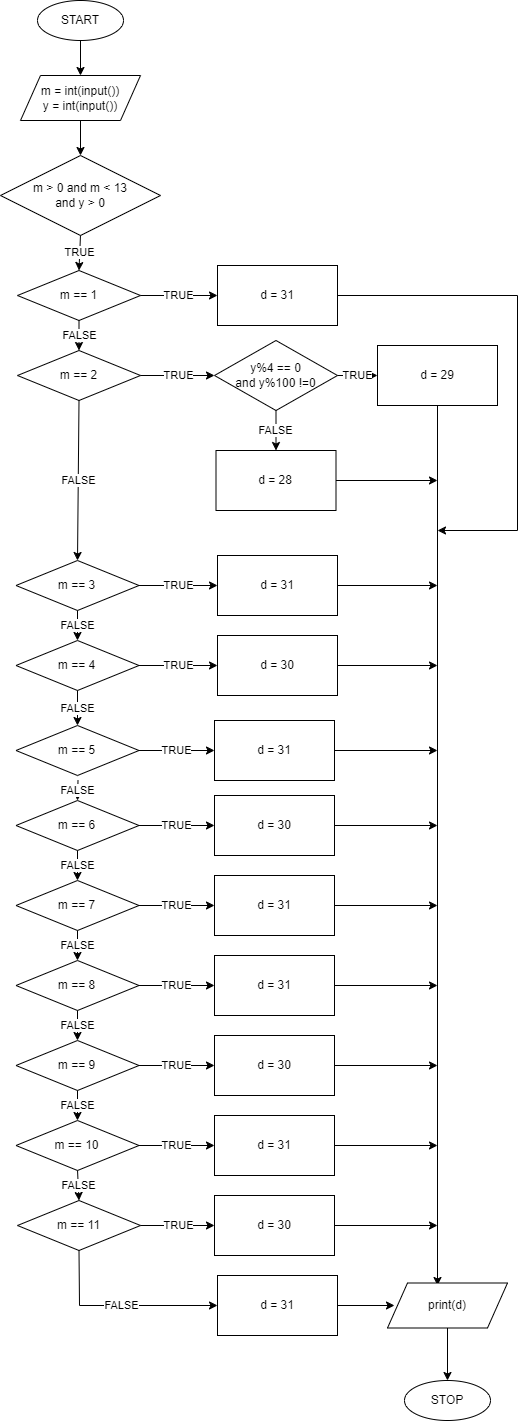 START
m = int(input())
y = int(input())
m > 0 and m < 13
and y > 0
TRUE
m == 1
TRUE
d = 31
FALSE
m == 2
TRUE
y%4 == 0
and y%100 !=0
TRUE
d = 29
FALSE
d = 28
FALSE
m == 3
TRUE
d = 31
FALSE
m == 4
TRUE
d = 30
FALSE
m == 5
TRUE
d = 31
FALSE
m == 6
TRUE
d = 30
FALSE
m == 7
TRUE
d = 31
FALSE
m == 8
TRUE
d = 31
FALSE
m == 9
TRUE
d = 30
FALSE
m == 10
TRUE
d = 31
FALSE
m == 11
TRUE
d = 30
FALSE
d = 31
print(d)
STOP